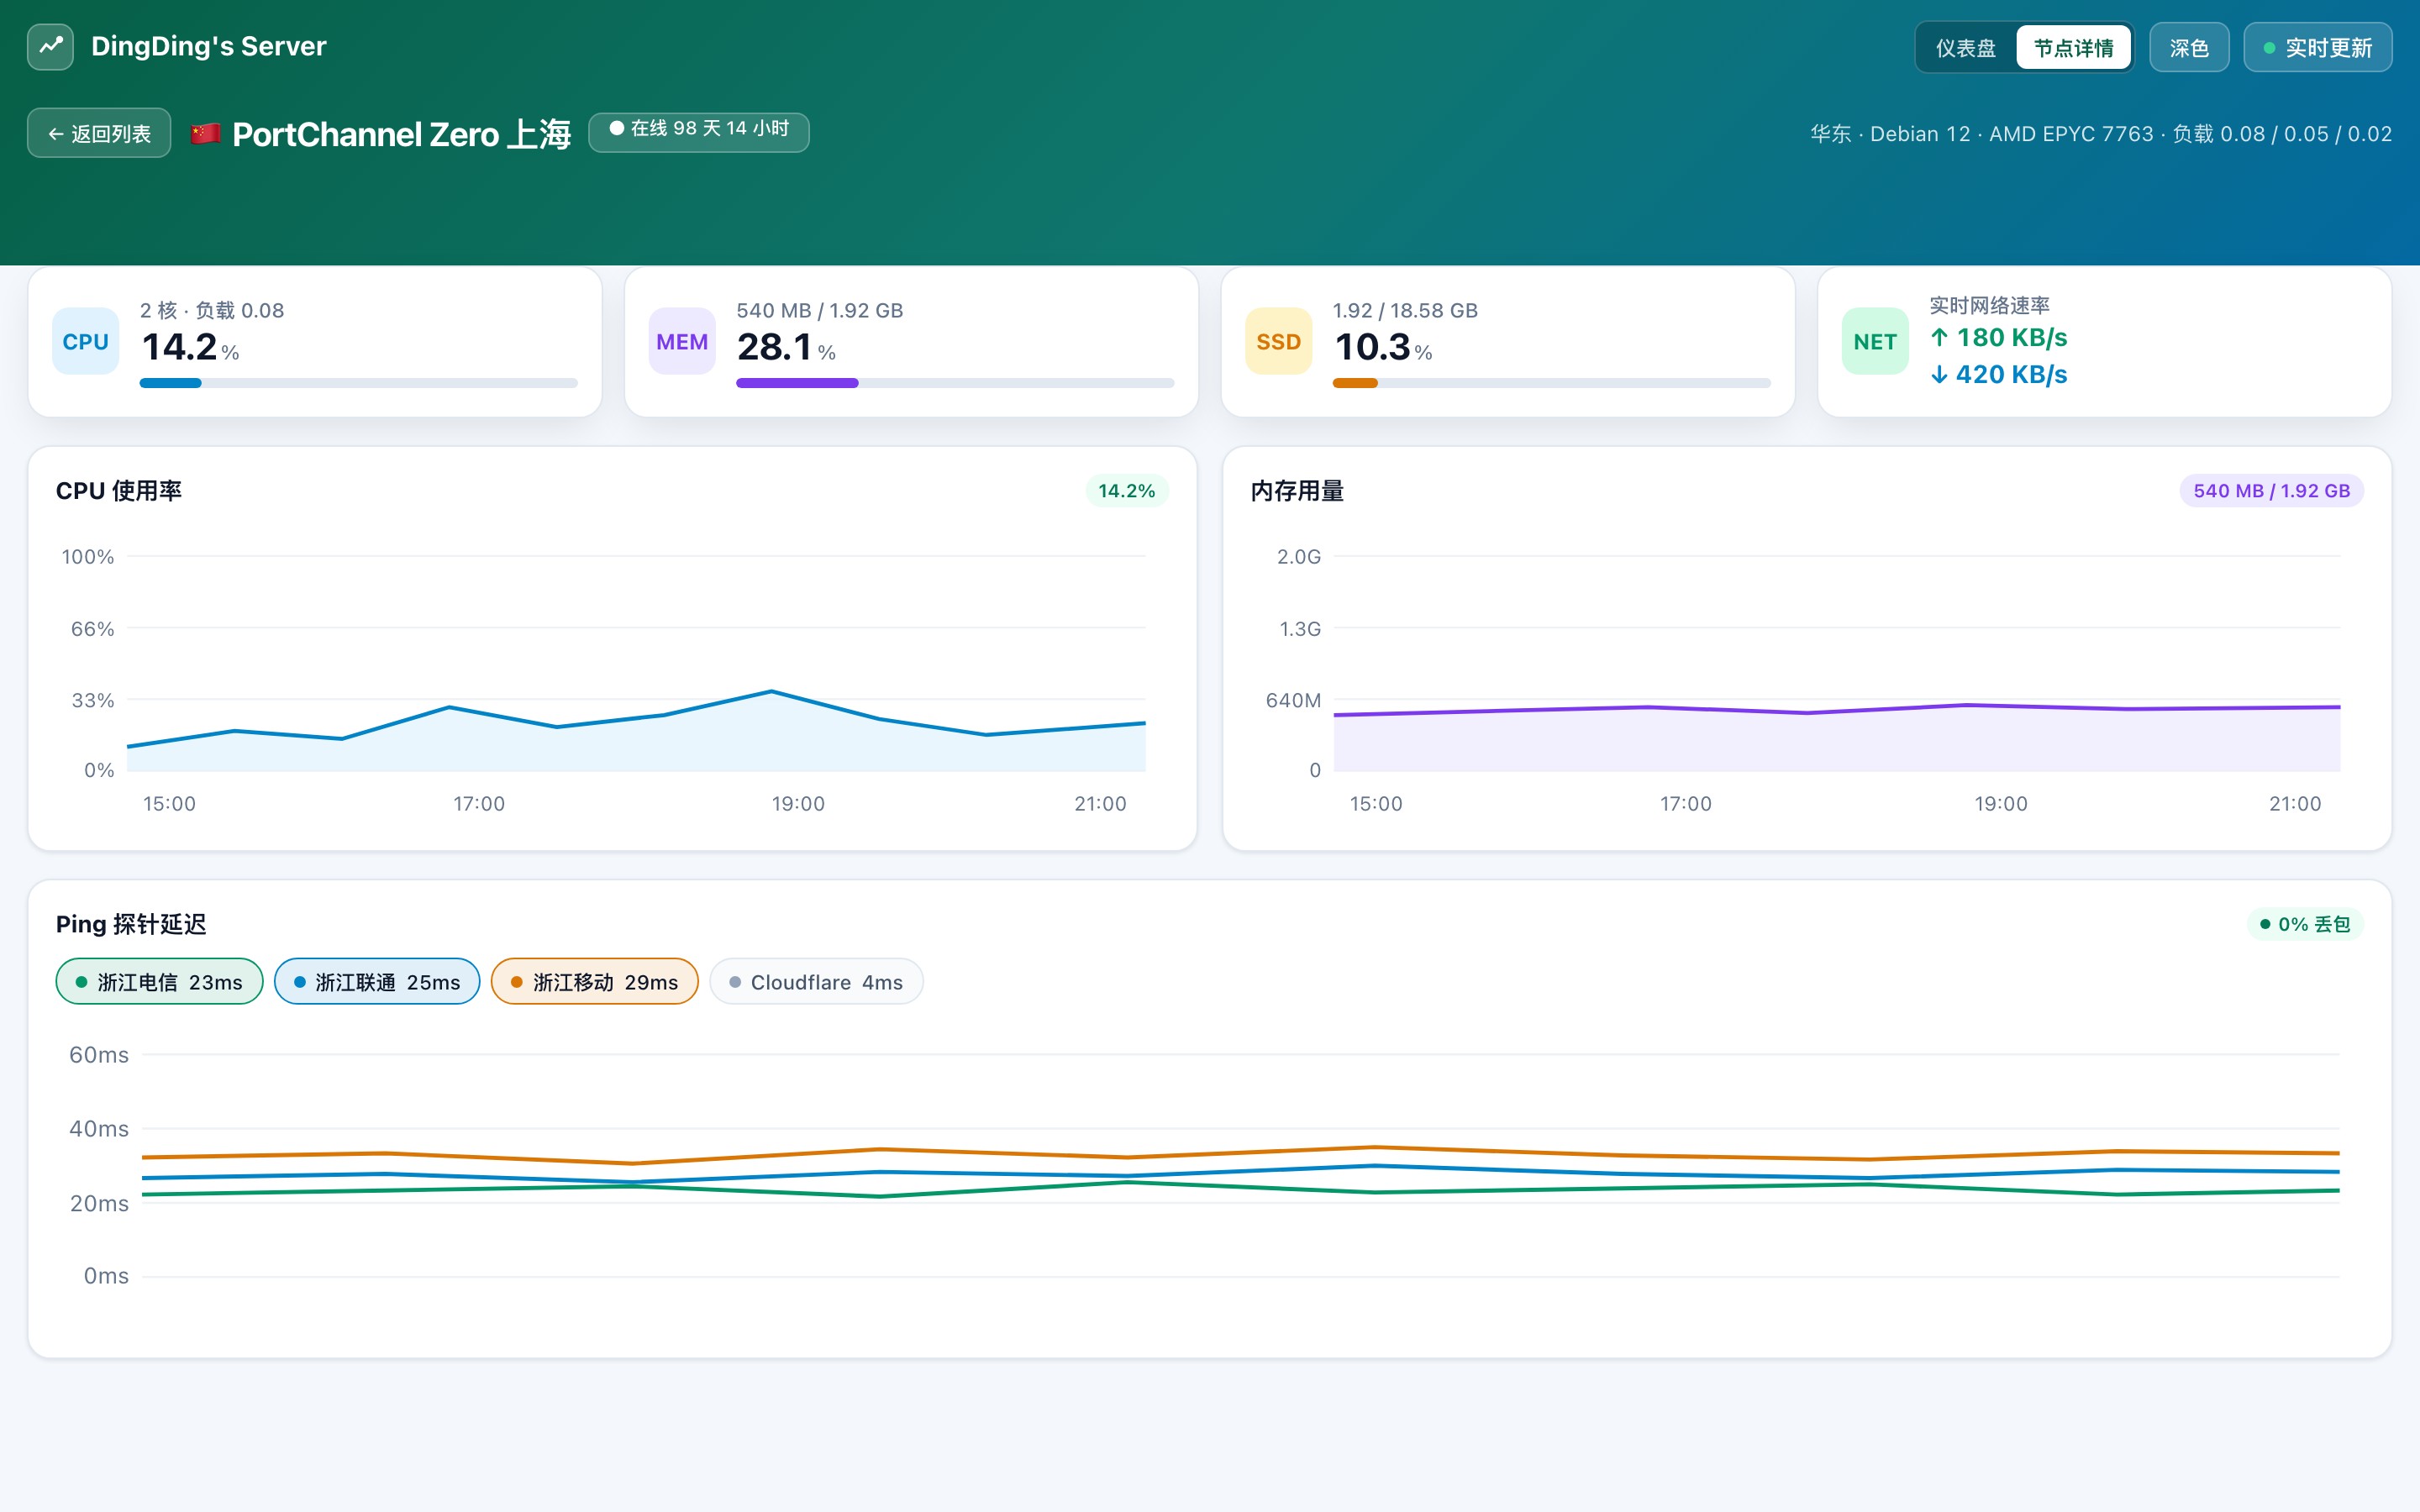 DingDing's Server
仪表盘
节点详情
深色
实时更新
← 返回列表
PortChannel Zero 上海
在线 98 天 14 小时
华东 · Debian 12 · AMD EPYC 7763 · 负载 0.08 / 0.05 / 0.02
CPU
2 核 · 负载 0.08
14.2%
MEM
540 MB / 1.92 GB
28.1%
SSD
1.92 / 18.58 GB
10.3%
NET
实时网络速率
↑ 180 KB/s
↓ 420 KB/s
CPU 使用率
14.2%
100%
66%
33%
0%
15:00
17:00
19:00
21:00
内存用量
540 MB / 1.92 GB
2.0G
1.3G
640M
0
15:00
17:00
19:00
21:00
Ping 探针延迟
0% 丢包
浙江电信 23ms
浙江联通 25ms
浙江移动 29ms
Cloudflare 4ms
60ms
40ms
20ms
0ms